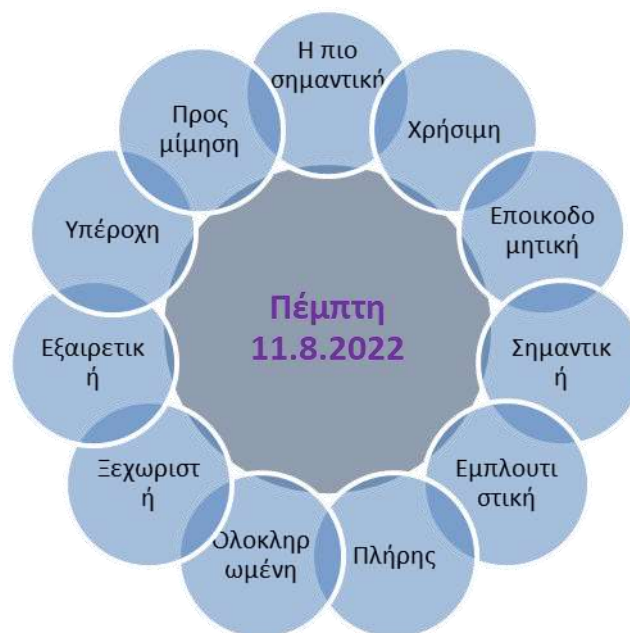 Πέμπτη
11.8.2022
Η πιο
σημαντική
Χρήσιμη
Εποικοδο
μητική
Σημαντικ
ή
Εμπλουτι
στική
Πλήρης
Ολοκληρ
ωμένη
Ξεχωριστ
ή
Εξαιρετικ
ή
Υπέροχη
Προς
μίμηση